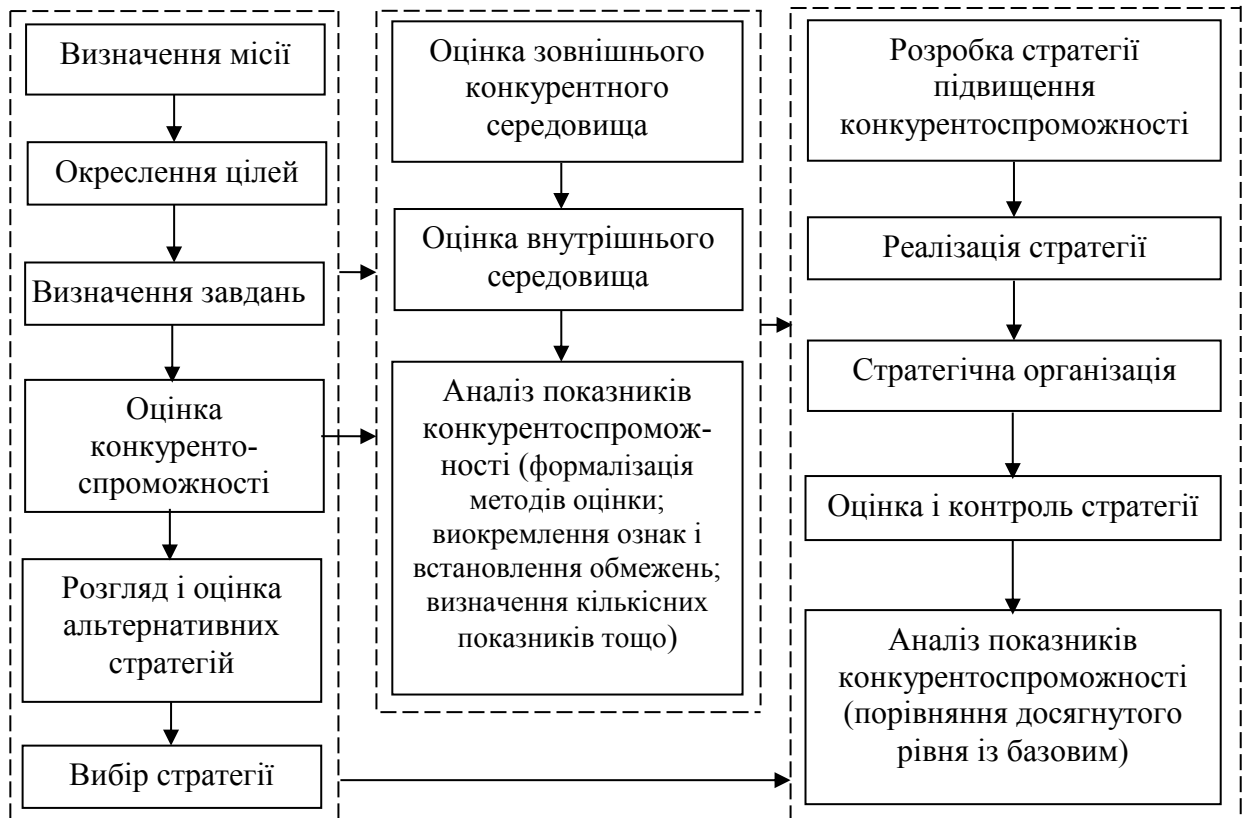 Визначення місії
Окреслення цілей
Визначення завдань
Оцінка
конкуренто-
спроможності
Розгляд і оцінка
альтернативних
стратегій
Вибір стратегії
Оцінка зовнішнього
конкурентного
середовища
Оцінка внутрішнього
середовища
Аналіз показників
конкурентоспромож-
ності (формалізація
методів оцінки;
виокремлення ознак і
встановлення обмежень;
визначення кількісних
показників тощо)
Розробка стратегії
підвищення
конкурентоспроможності
Реалізація стратегії
Стратегічна організація
Оцінка і контроль стратегії
Аналіз показників
конкурентоспроможності
(порівняння досягнутого
рівня із базовим)